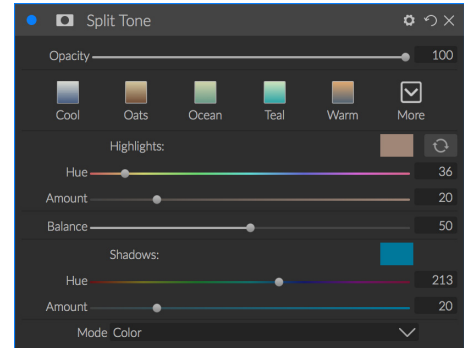 Split Tone
Opacity 100
Cool Oats Ocean Teal Warm More
Highlights:
Hue 36
Amount 20
Balance 50
Shadows:
Hue 213
Amount 20
Mode Color